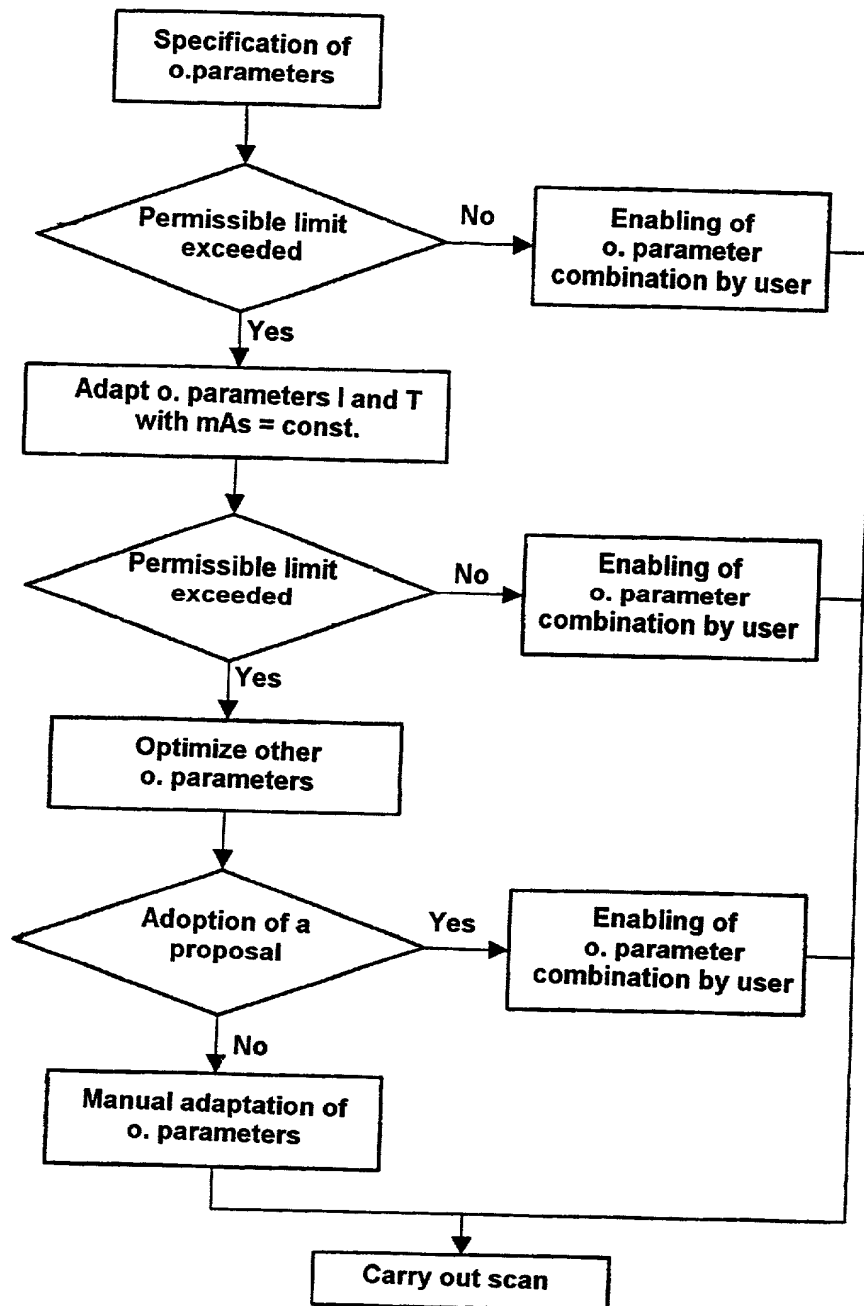 Specification of
o.parameters
Permissible limit
exceeded
No
Enabling of
o. parameter
combination by user
Yes
Adapt o. parameters I and T
with mAs = const.
Permissible limit
exceeded
No
Enabling of
o. parameter
combination by user
Yes
Optimize other
o. parameters
Adoption of a
proposal
Yes
Enabling of
o. parameter
combination by user
No
Manual adaptation of
o. parameters
Carry out scan